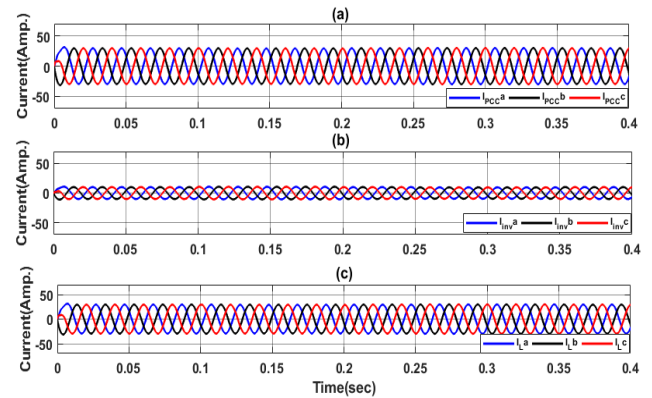 (a)
Current(Amp.)
50
0
-50
I_PCC a I_PCC b I_PCC c
0 0.05 0.1 0.15 0.2 0.25 0.3 0.35 0.4
(b)
Current(Amp.)
50
0
-50
I_inv a I_inv b I_inv c
0 0.05 0.1 0.15 0.2 0.25 0.3 0.35 0.4
(c)
Current(Amp.)
50
0
-50
I_L a I_L b I_L c
0 0.05 0.1 0.15 0.2 0.25 0.3 0.35 0.4
Time(sec)